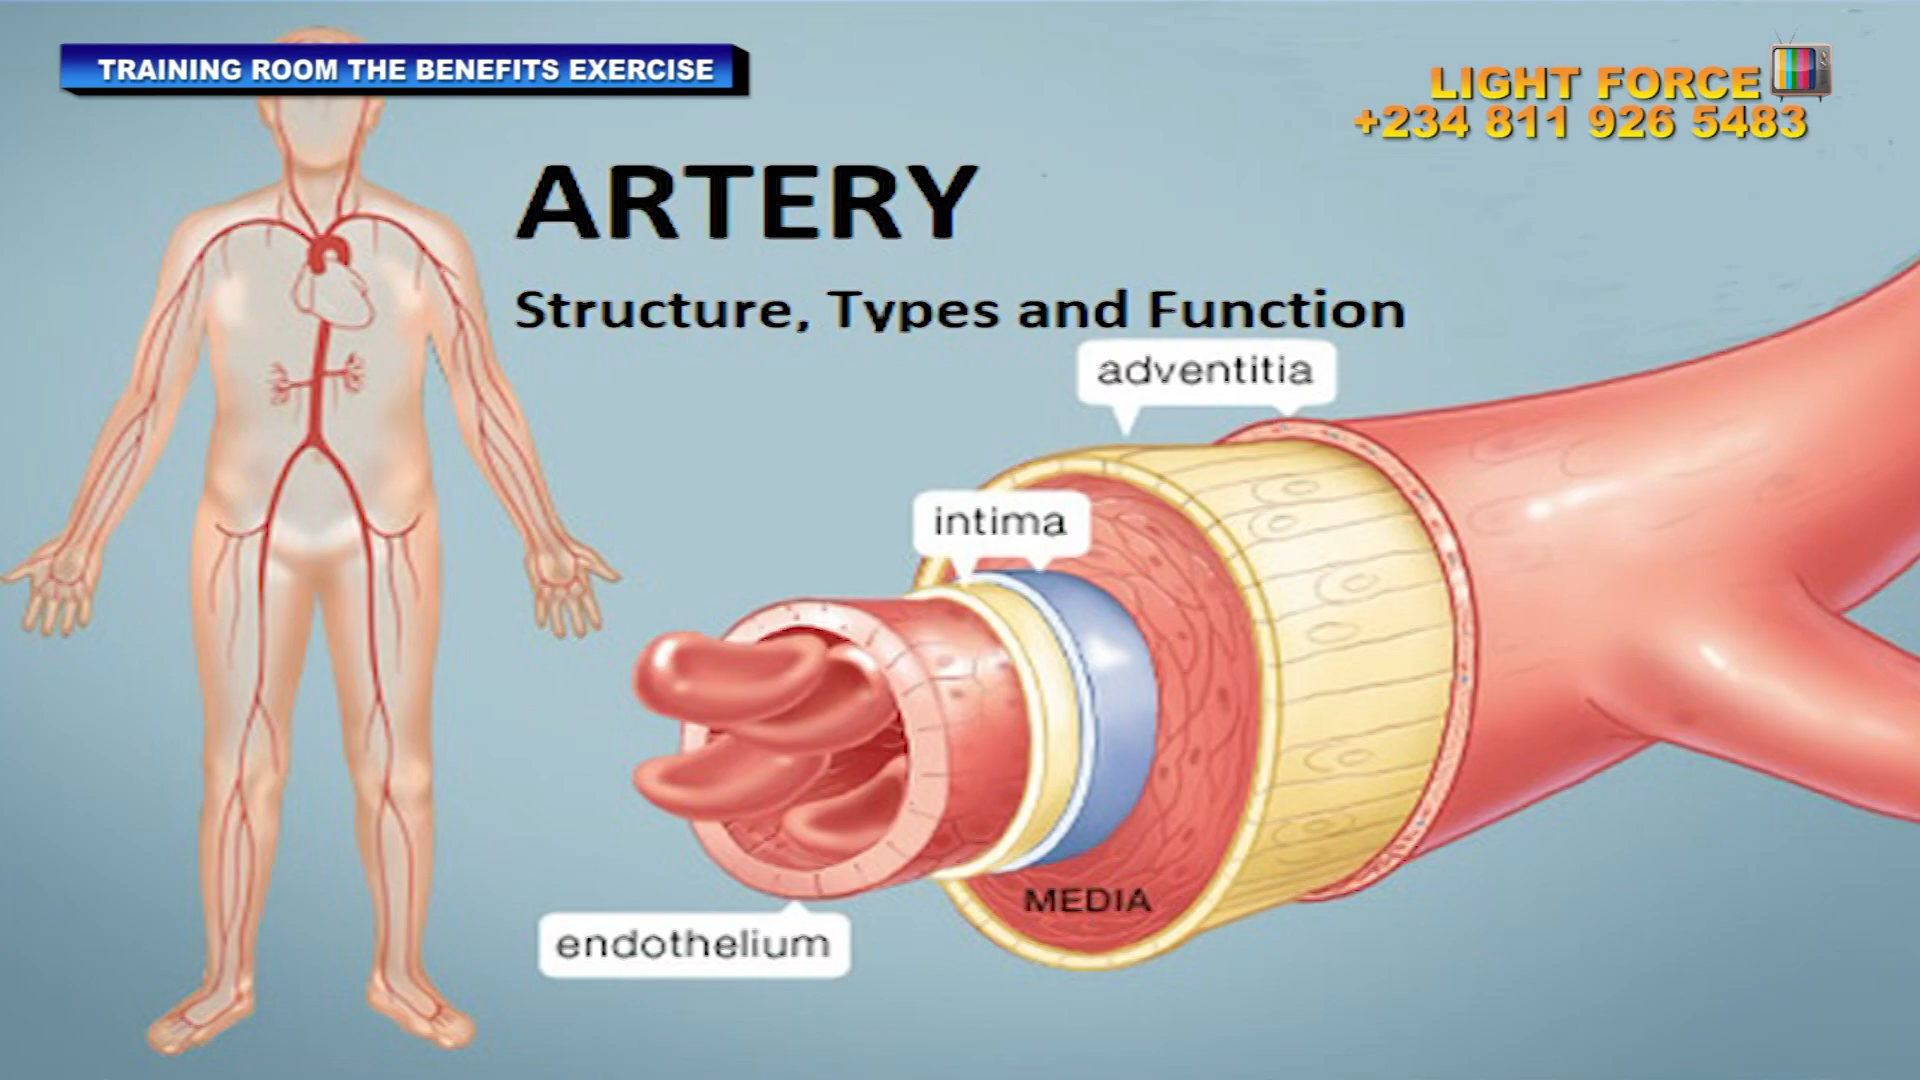 TRAINING ROOM THE BENEFITS EXERCISE
LIGHT FORCE
+234 811 926 5483
ARTERY
Structure, Types and Function
adventitia
intima
MEDIA
endothelium